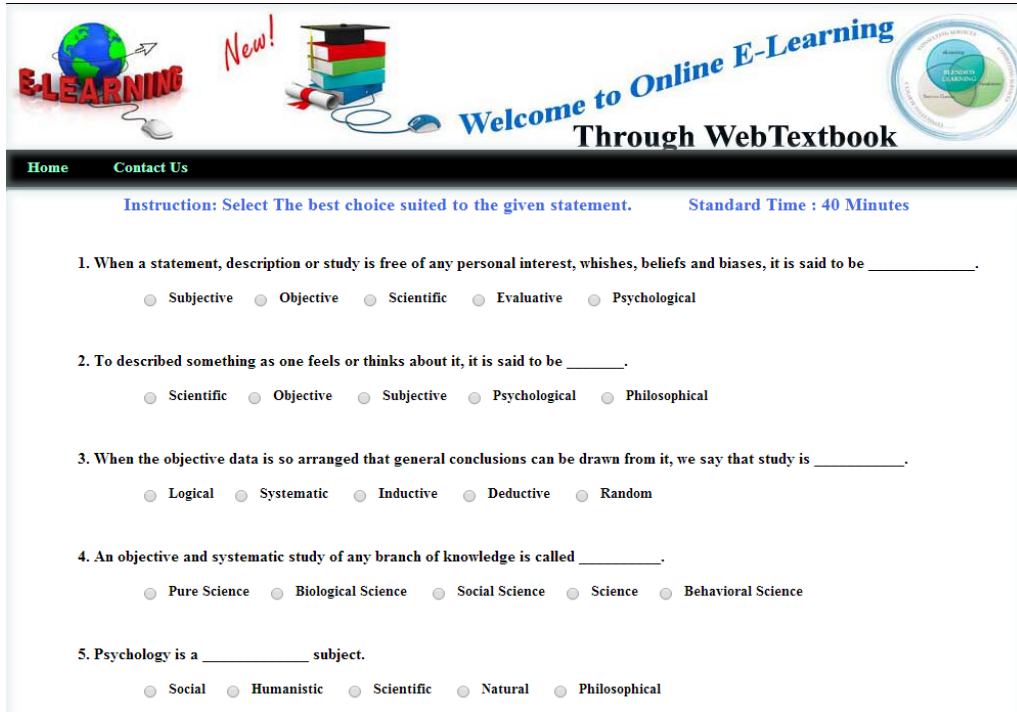 E-LEARNING
New!
Welcome to Online E-Learning
Through WebTextbook
CONSULTING SERVICES
eLearning
BLENDED
LEARNING
Home Contact Us
Instruction: Select The best choice suited to the given statement. Standard Time : 40 Minutes
1. When a statement, description or study is free of any personal interest, whishes, beliefs and biases, it is said to be ______________.
Subjective Objective Scientific Evaluative Psychological
2. To described something as one feels or thinks about it, it is said to be ________.
Scientific Objective Subjective Psychological Philosophical
3. When the objective data is so arranged that general conclusions can be drawn from it, we say that study is ____________.
Logical Systematic Inductive Deductive Random
4. An objective and systematic study of any branch of knowledge is called ___________.
Pure Science Biological Science Social Science Science Behavioral Science
5. Psychology is a ______________ subject.
Social Humanistic Scientific Natural Philosophical